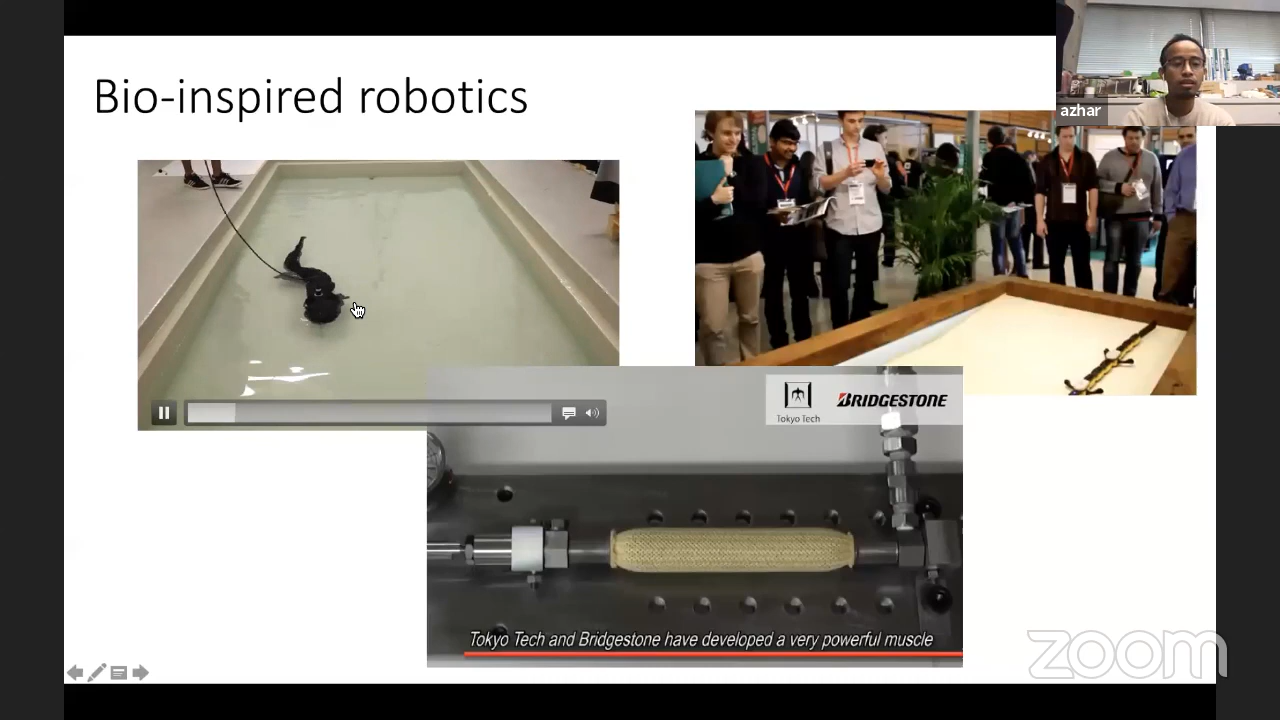 Bio-inspired robotics
azhar
Tokyo Tech
BRIDGESTONE
Tokyo Tech and Bridgestone have developed a very powerful muscle
zoom